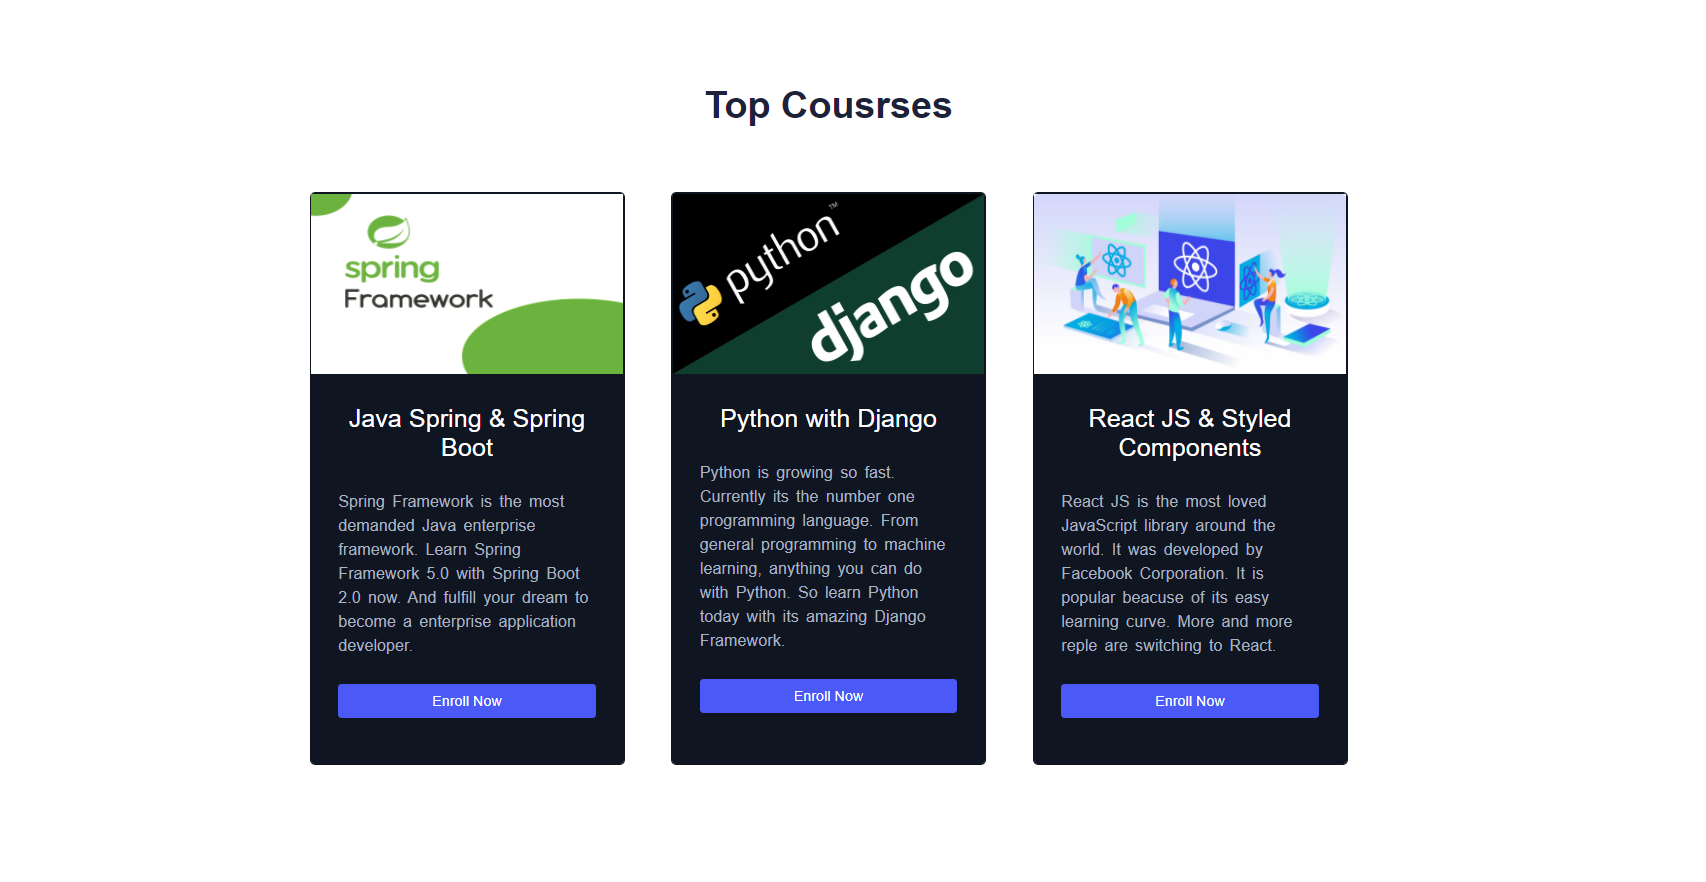 Top Cousrses
spring
Framework
python
TM
django
Java Spring & Spring
Boot
Spring Framework is the most
demanded Java enterprise
framework. Learn Spring
Framework 5.0 with Spring Boot
2.0 now. And fulfill your dream to
become a enterprise application
developer.
Enroll Now
Python with Django
Python is growing so fast.
Currently its the number one
programming language. From
general programming to machine
learning, anything you can do
with Python. So learn Python
today with its amazing Django
Framework.
Enroll Now
React JS & Styled
Components
React JS is the most loved
JavaScript library around the
world. It was developed by
Facebook Corporation. It is
popular beacuse of its easy
learning curve. More and more
reple are switching to React.
Enroll Now